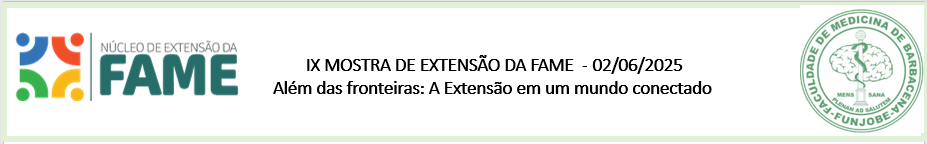 NÚCLEO DE EXTENSÃO DA
FAME
IX MOSTRA DE EXTENSÃO DA FAME - 02/06/2025
Além das fronteiras: A Extensão em um mundo conectado
FACULDADE DE MEDICINA DE BARBACENA
MENS SANA
PLENAN AD SALUTEM
-FUNJOBE-